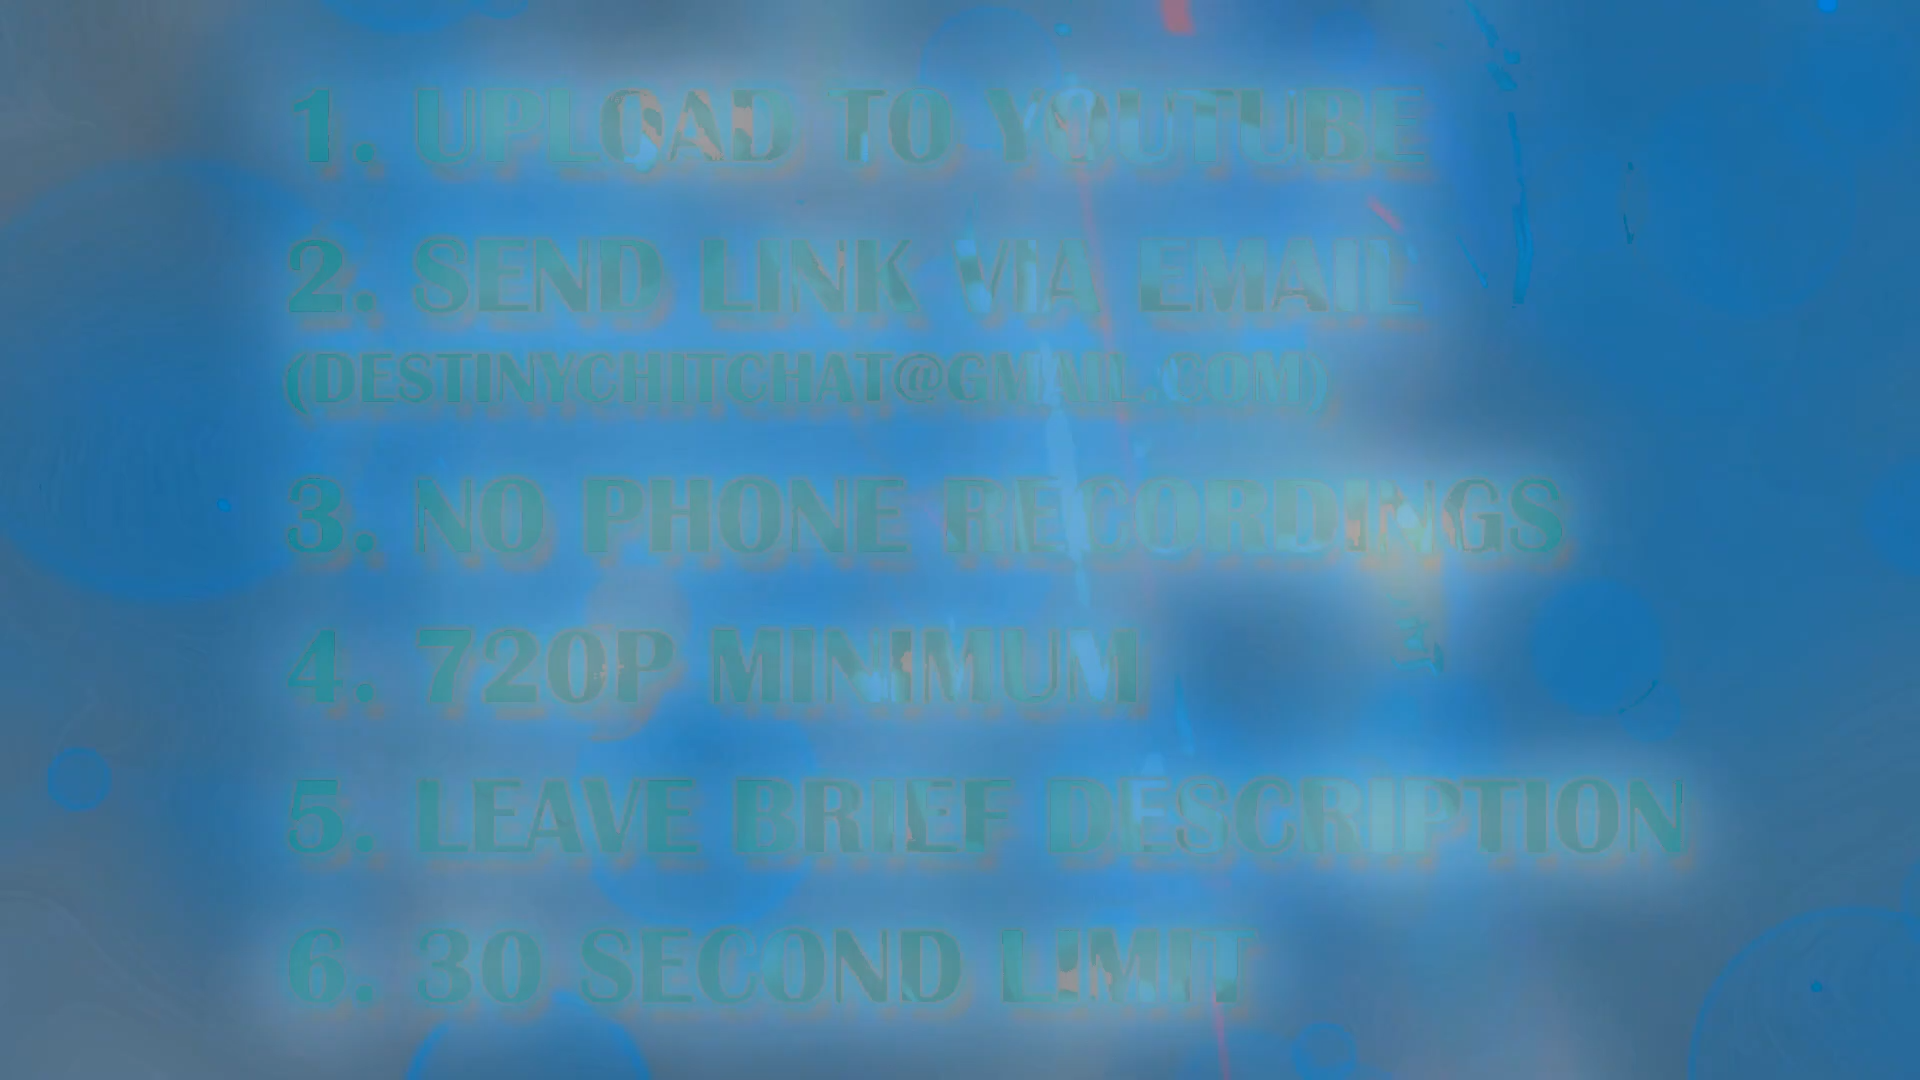 1. UPLOAD TO YOUTUBE
2. SEND LINK VIA EMAIL
(DESTINYCHITCHAT@GMAIL.COM)
3. NO PHONE RECORDINGS
4. 720P MINIMUM
5. LEAVE BRIEF DESCRIPTION
6. 30 SECOND LIMIT